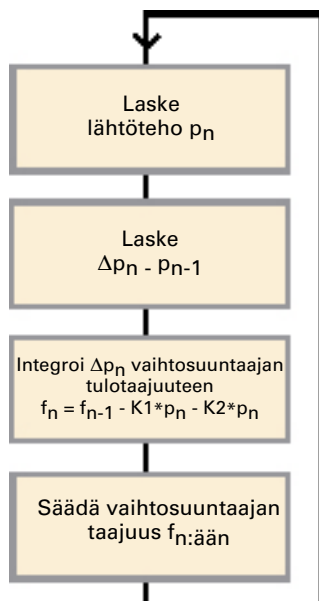 Laske
lähtöteho pn
Laske
Δpn - pn-1
Integroi Δpn vaihtosuuntaajan
tulotaajuuteen
fn = fn-1 - K1*pn - K2*pn
Säädä vaihtosuuntaajan
taajuus fn:ään